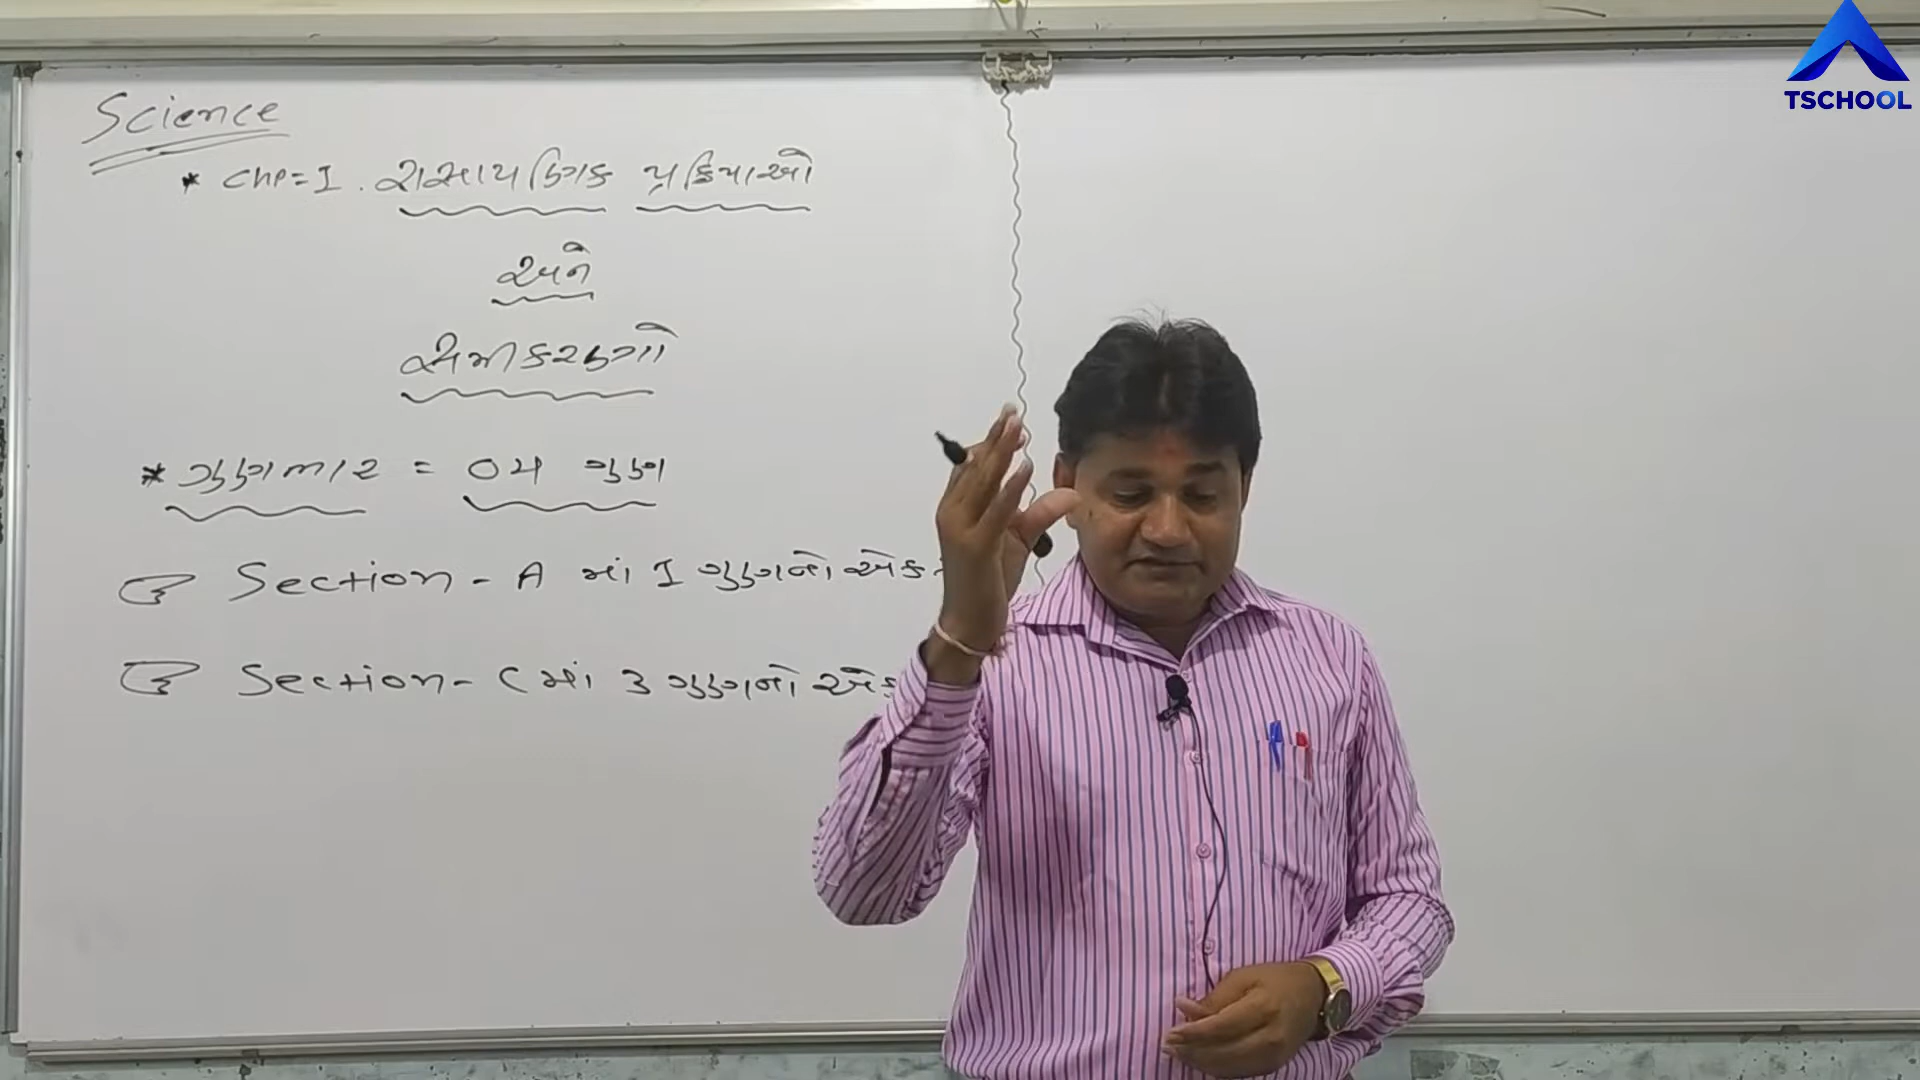 Science
* Chp=1. રાસાયણિક પ્રક્રિયાઓ
અને
સમીકરણો
* ગુણભાર = 04 ગુણ
☞ Section - A માં 1 ગુણનો એક
☞ Section - C માં 3 ગુણનો એક
TSCHOOL